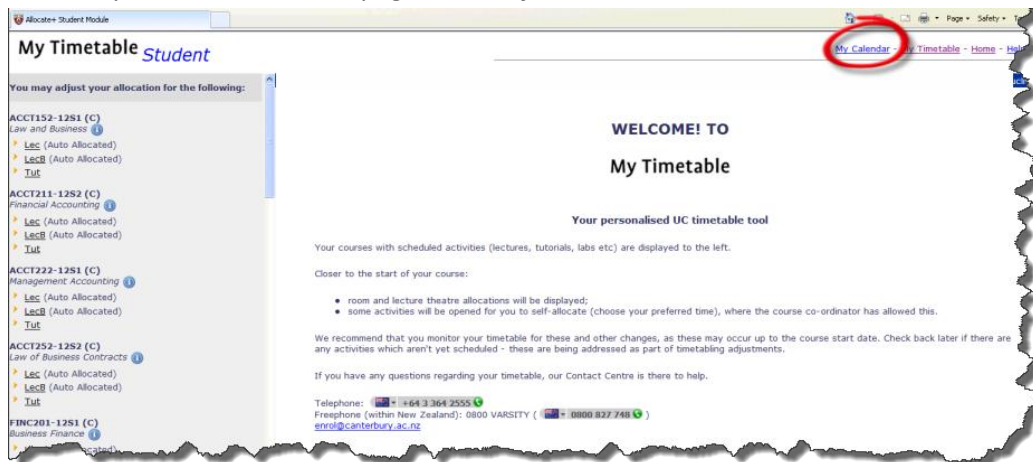 Allocate+ Student Module
Page
Safety
My Timetable Student
My Calendar - My Timetable - Home - Help
You may adjust your allocation for the following:
ACCT152-12S1 (C)
Law and Business
Lec (Auto Allocated)
LecB (Auto Allocated)
Tut
ACCT211-12S2 (C)
Financial Accounting
Lec (Auto Allocated)
LecB (Auto Allocated)
Tut
ACCT222-12S1 (C)
Management Accounting
Lec (Auto Allocated)
LecB (Auto Allocated)
Tut
ACCT252-12S2 (C)
Law of Business Contracts
Lec (Auto Allocated)
LecB (Auto Allocated)
Tut
FINC201-12S1 (C)
Business Finance
WELCOME! TO
My Timetable
Your personalised UC timetable tool
Your courses with scheduled activities (lectures, tutorials, labs etc) are displayed to the left.
Closer to the start of your course:
• room and lecture theatre allocations will be displayed;
• some activities will be opened for you to self-allocate (choose your preferred time), where the course co-ordinator has allowed this.
We recommend that you monitor your timetable for these and other changes, as these may occur up to the course start date. Check back later if there are
any activities which aren't yet scheduled - these are being addressed as part of timetabling adjustments.
If you have any questions regarding your timetable, our Contact Centre is there to help.
Telephone: +64 3 364 2555
Freephone (within New Zealand): 0800 VARSITY ( 0800 827 748 )
enrol@canterbury.ac.nz